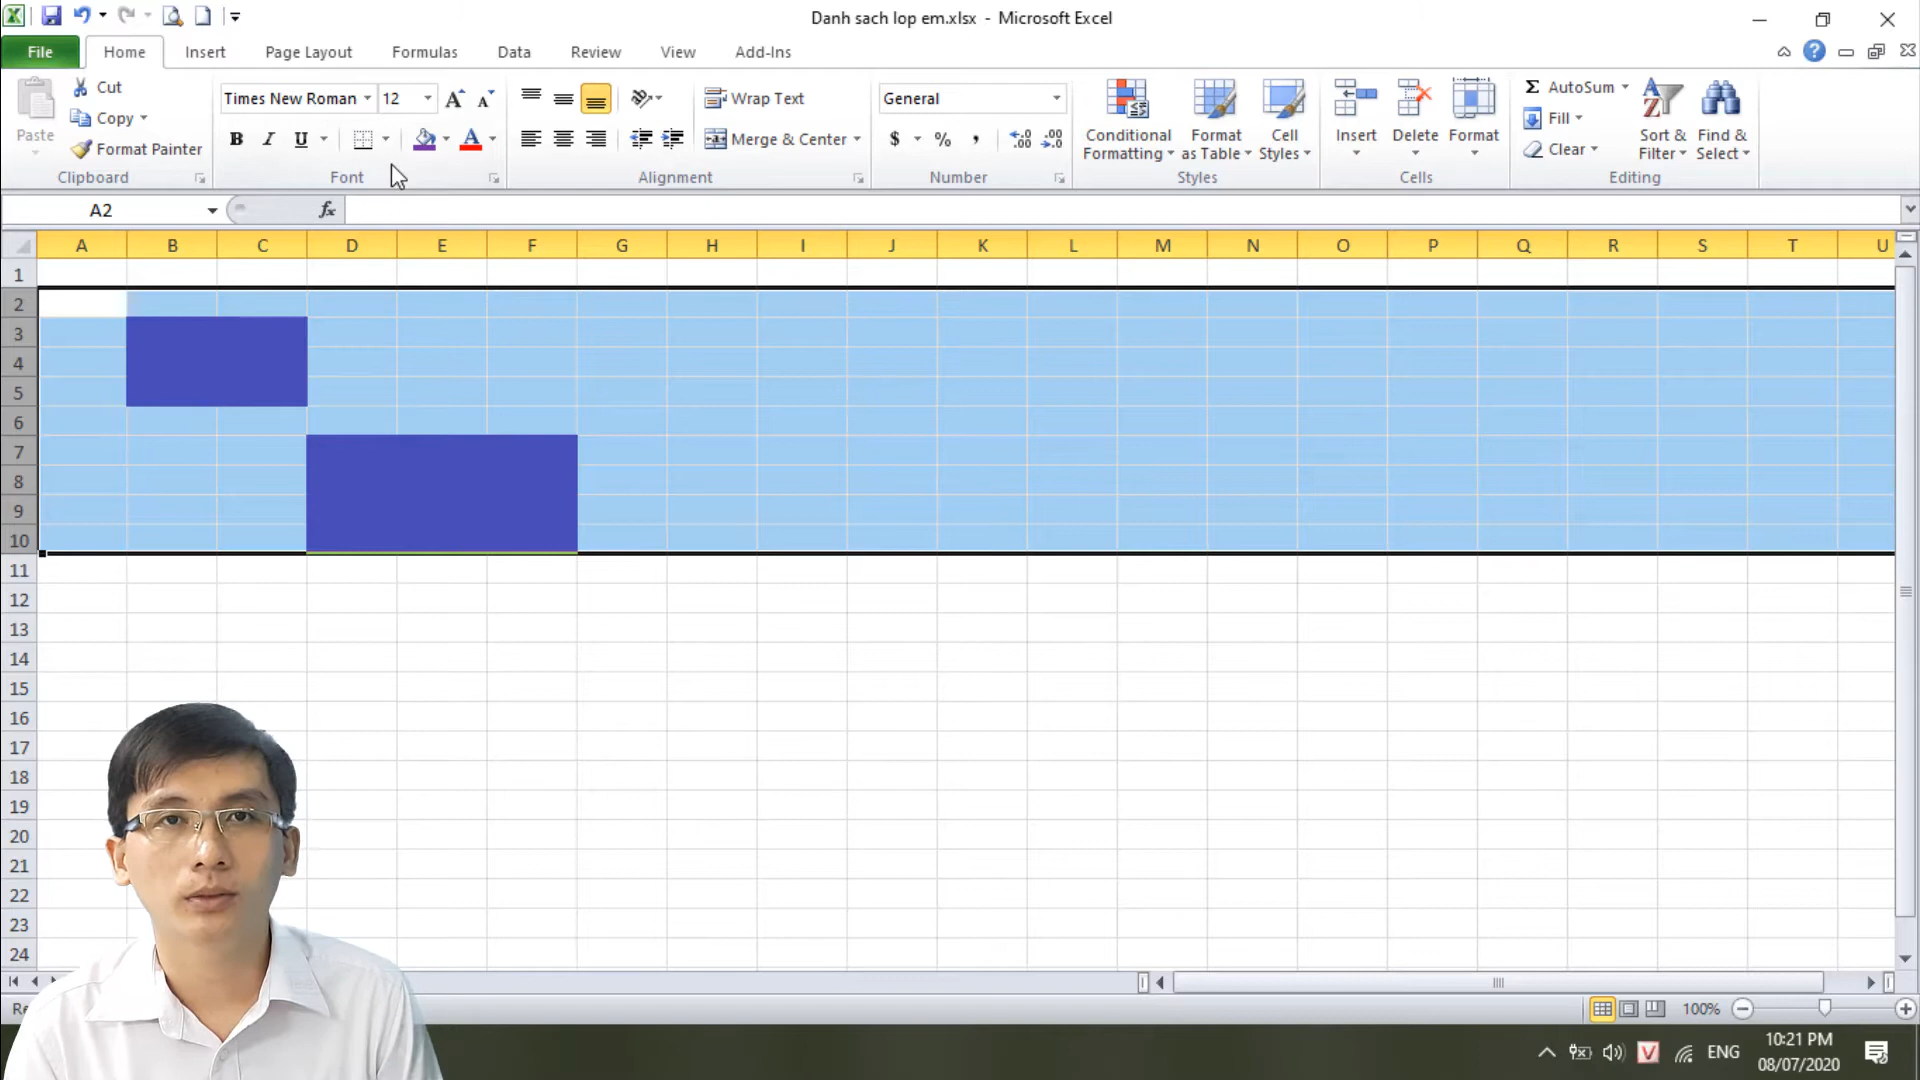 Danh sach lop em.xlsx - Microsoft Excel
File Home Insert Page Layout Formulas Data Review View Add-Ins
Paste
Cut
Copy
Format Painter
Clipboard
Times New Roman 12
B I U
A
Font
Wrap Text
Merge & Center
Alignment
General
$ % ,
Number
Conditional Formatting
Format as Table
Cell Styles
Styles
Insert Delete Format
Cells
Σ AutoSum
Fill
Clear
Sort & Filter
Find & Select
Editing
A2 fx
A B C D E F G H I J K L M N O P Q R S T U
1
2
3
4
5
6
7
8
9
10
11
12
13
14
15
16
17
18
19
20
21
22
23
24
100%
V ENG 10:21 PM
08/07/2020